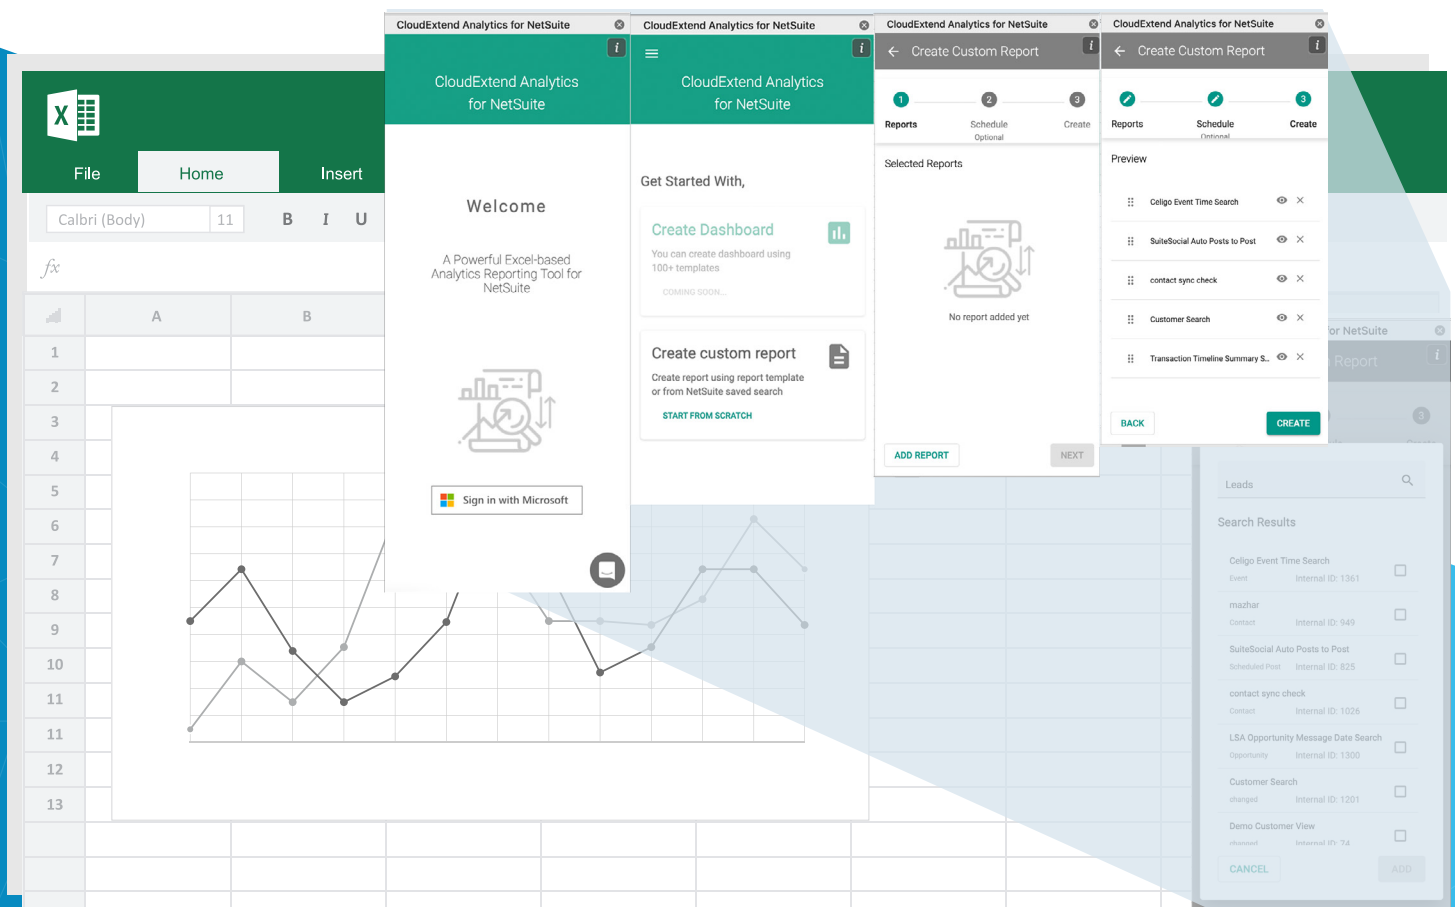 X
File
Home
Insert
Calbri (Body)
11
B
I
U
fx
A
B
1
2
3
4
5
6
7
8
9
10
11
11
12
13
CloudExtend Analytics for NetSuite
i
CloudExtend Analytics
for NetSuite
Welcome
A Powerful Excel-based
Analytics Reporting Tool for
NetSuite
Sign in with Microsoft
CloudExtend Analytics for NetSuite
i
CloudExtend Analytics
for NetSuite
Get Started With,
Create Dashboard
You can create dashboard using
100+ templates
COMING SOON...
Create custom report
Create report using report template
or from NetSuite saved search
START FROM SCRATCH
CloudExtend Analytics for NetSuite
i
Create Custom Report
1
2
3
Reports
Schedule
Create
Optional
Selected Reports
No report added yet
ADD REPORT
NEXT
CloudExtend Analytics for NetSuite
i
Create Custom Report
3
Reports
Schedule
Create
Optional
Preview
Celigo Event Time Search
SuiteSocial Auto Posts to Post
contact sync check
Customer Search
Transaction Timeline Summary S..
BACK
CREATE
for NetSuite
i
Report
3
Leads
Search Results
Celigo Event Time Search
Event
Internal ID: 1361
mazhar
Contact
Internal ID: 949
SuiteSocial Auto Posts to Post
Scheduled Post
Internal ID: 825
contact sync check
Contact
Internal ID: 1026
LSA Opportunity Message Date Search
Opportunity
Internal ID: 1300
Customer Search
changed
Internal ID: 1201
Demo Customer View
changed
Internal ID: 74
CANCEL
ADD